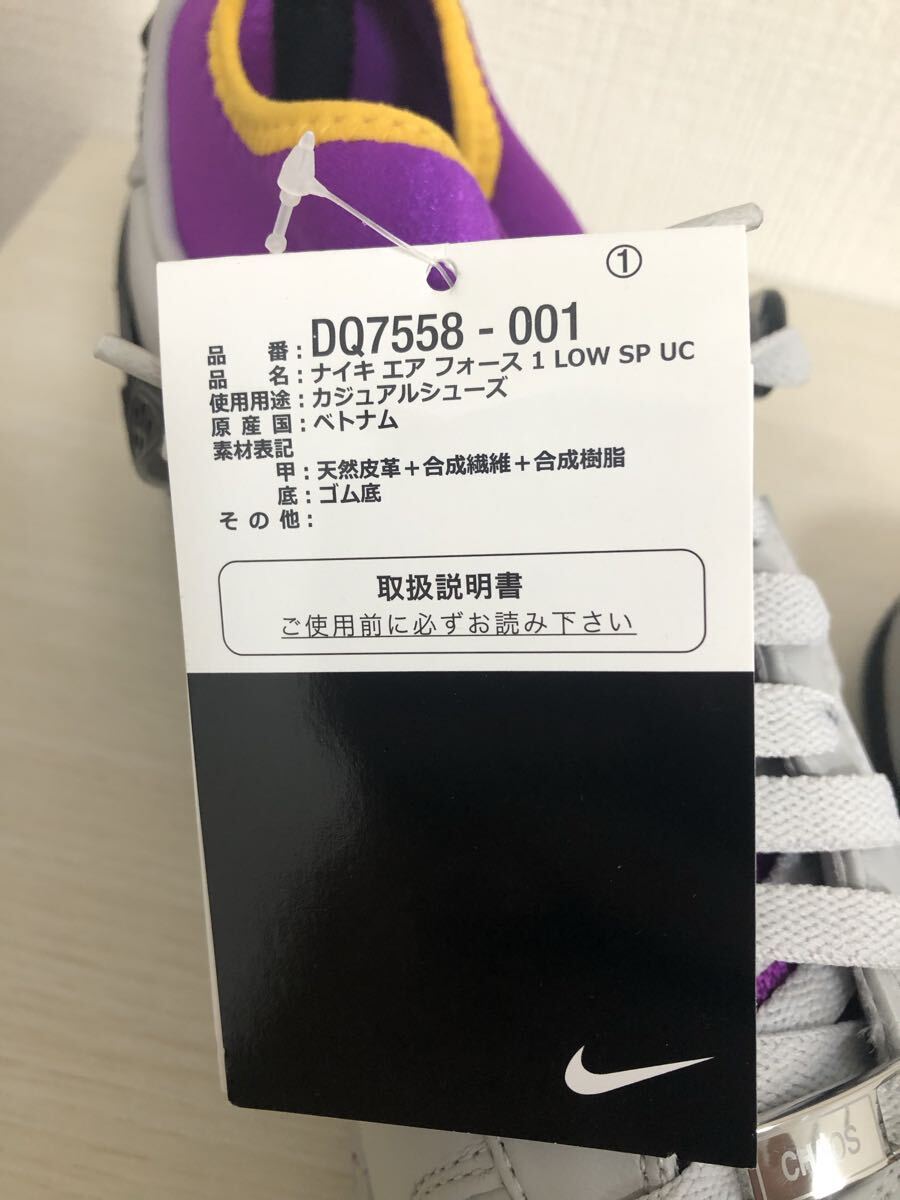 ①
品 番:DQ7558 - 001
品 名:ナイキ エア フォース 1 LOW SP UC
使用用途:カジュアルシューズ
原 産 国:ベトナム
素材表記
甲:天然皮革+合成繊維+合成樹脂
底:ゴム底
そ の 他:
取扱説明書
ご使用前に必ずお読み下さい
CHAOS